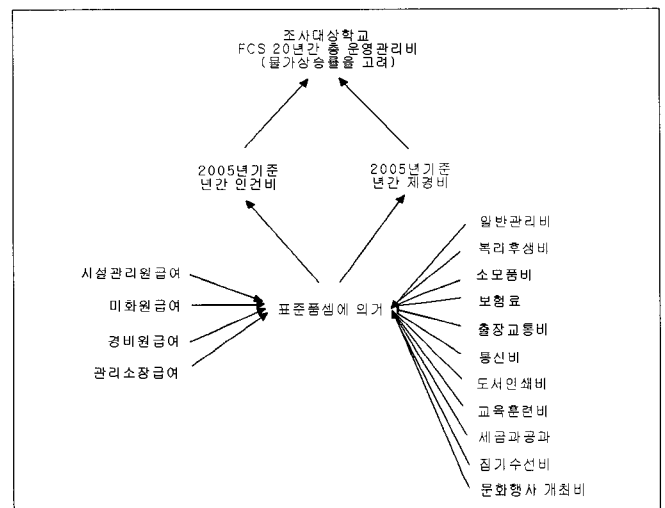 조사대상학교
FCS 20년간 총 운영관리비
(물가상승률을 고려)
2005년기준
년간 인건비
2005년기준
년간 제경비
시설관리원급여
미화원급여
경비원급여
관리소장급여
표준품셈에 의거
일반관리비
복리후생비
소모품비
보험료
출장교통비
통신비
도서인쇄비
교육훈련비
세금과공과
집기수선비
문화행사 개최비